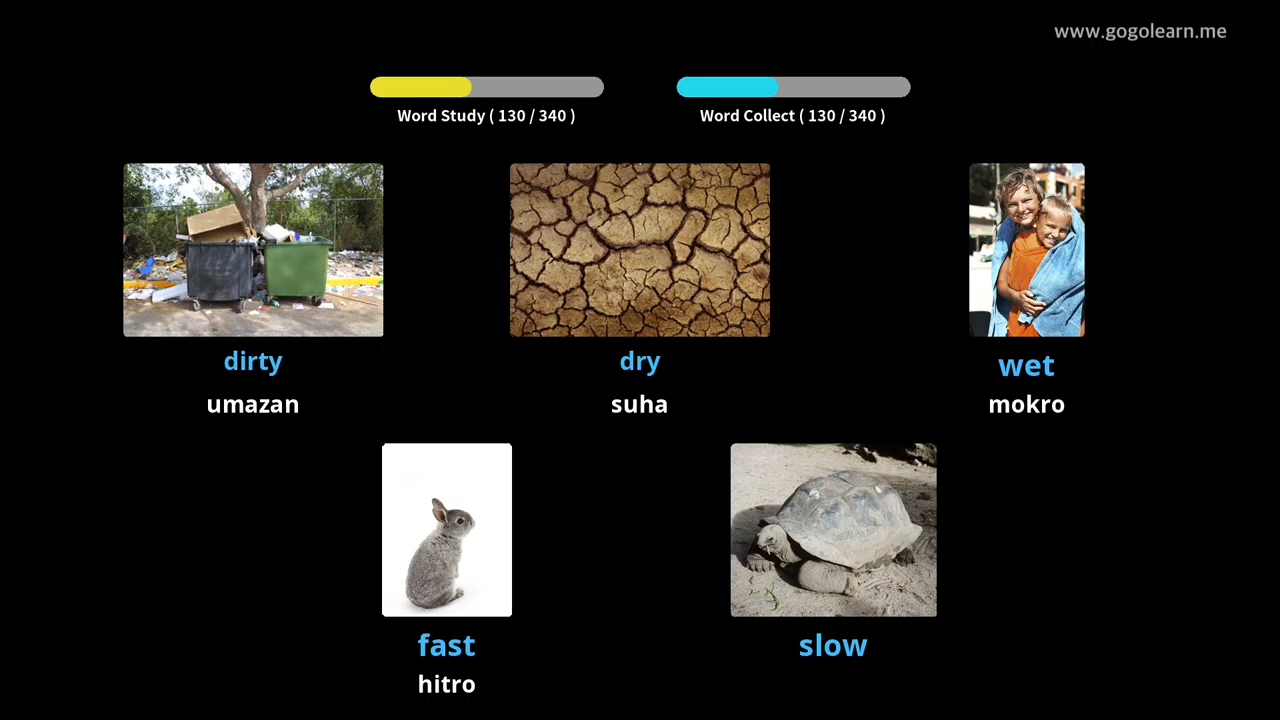 www.gogolearn.me
Word Study ( 130 / 340 )
Word Collect ( 130 / 340 )
dirty
dry
wet
umazan
suha
mokro
fast
slow
hitro